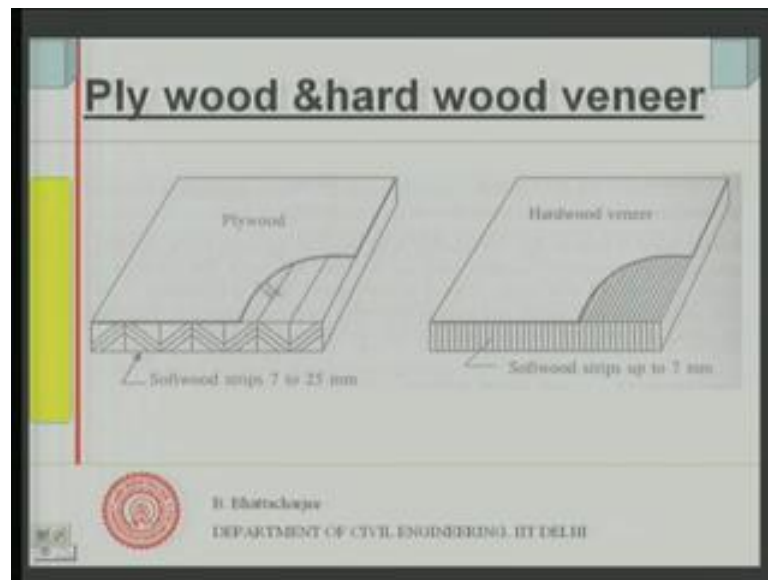 Ply wood &hard wood veneer
Plywood
Hardwood veneer
Softwood strips 7 to 25 mm
Softwood strips up to 7 mm
B. Bhattacharjee
DEPARTMENT OF CIVIL ENGINEERING, IIT DELHI